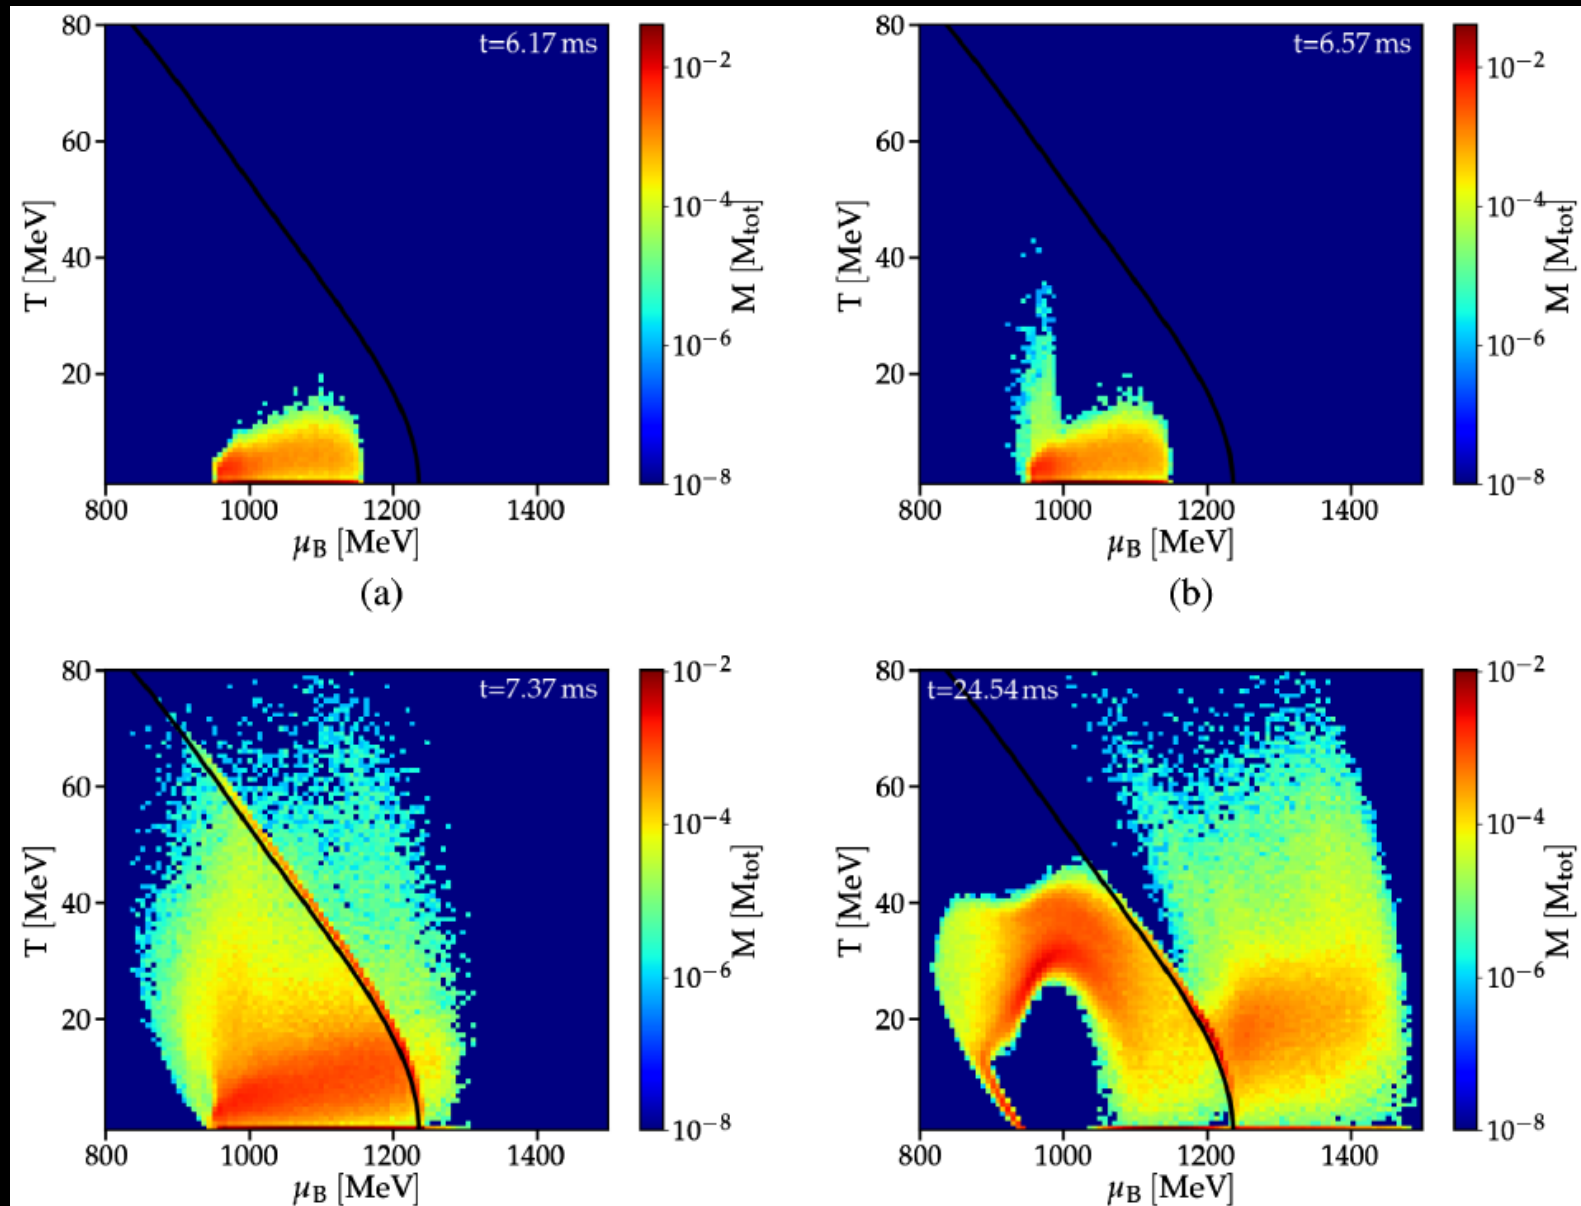 80
60
40
20
T [MeV]
t=6.17 ms
800 1000 1200 1400
μ_B [MeV]
10⁻²
10⁻⁴
10⁻⁶
10⁻⁸
M [M_tot]
(a)
80
60
40
20
T [MeV]
t=6.57 ms
800 1000 1200 1400
μ_B [MeV]
10⁻²
10⁻⁴
10⁻⁶
10⁻⁸
M [M_tot]
(b)
80
60
40
20
T [MeV]
t=7.37 ms
800 1000 1200 1400
μ_B [MeV]
10⁻²
10⁻⁴
10⁻⁶
10⁻⁸
M [M_tot]
80
60
40
20
T [MeV]
t=24.54 ms
800 1000 1200 1400
μ_B [MeV]
10⁻²
10⁻⁴
10⁻⁶
10⁻⁸
M [M_tot]